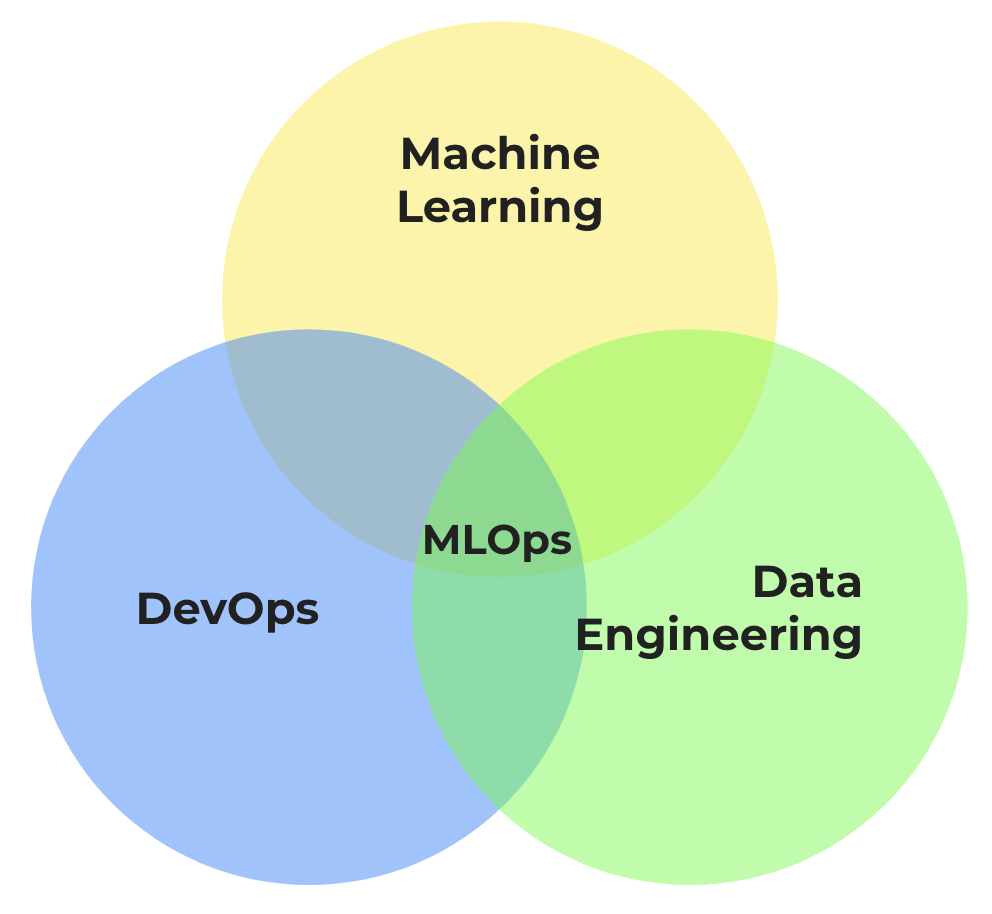 Machine
Learning
MLOps
DevOps
Data
Engineering